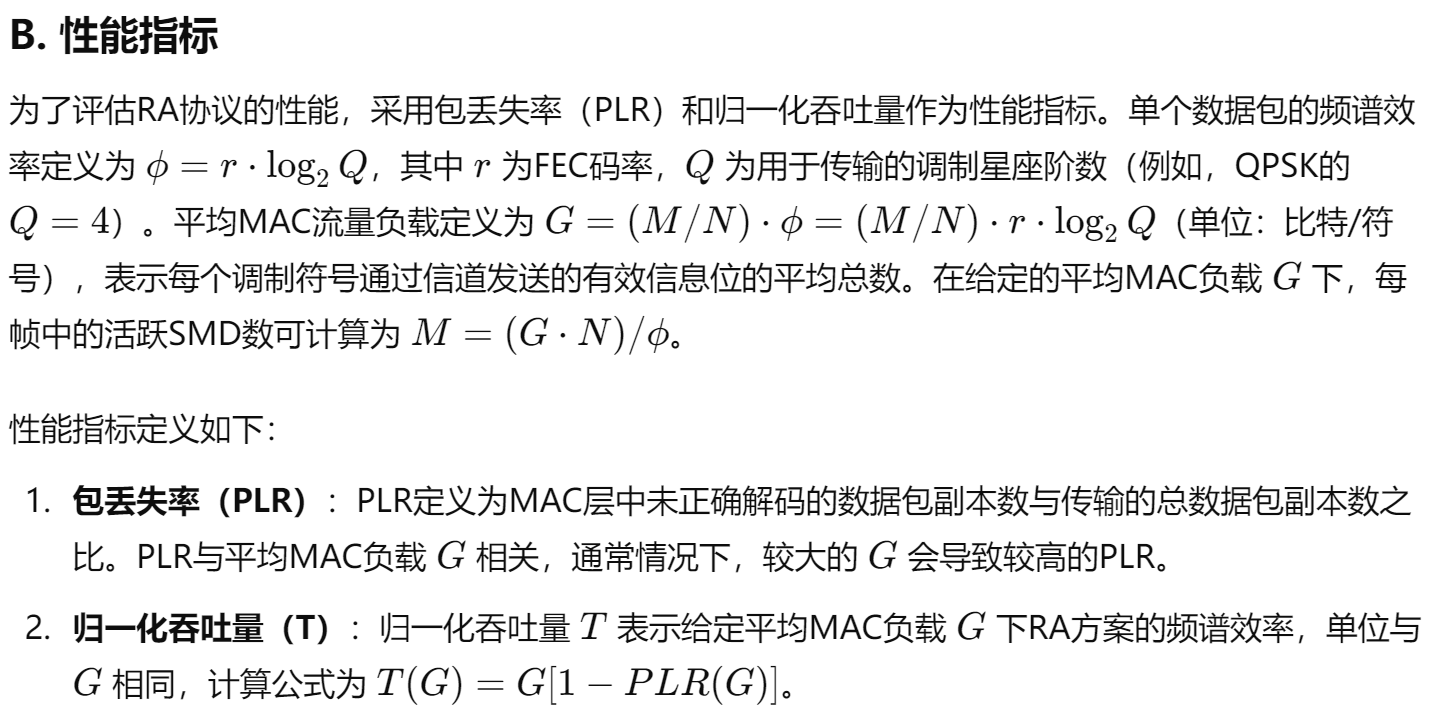 B. 性能指标
为了评估RA协议的性能，采用包丢失率（PLR）和归一化吞吐量作为性能指标。单个数据包的频谱效
率定义为 ϕ = r · log₂ Q，其中 r 为FEC码率，Q 为用于传输的调制星座阶数（例如，QPSK的
Q = 4）。平均MAC流量负载定义为 G = (M/N) · ϕ = (M/N) · r · log₂ Q（单位：比特/符
号），表示每个调制符号通过信道发送的有效信息位的平均总数。在给定的平均MAC负载 G 下，每
帧中的活跃SMD数可计算为 M = (G · N)/ϕ。
性能指标定义如下：
1. 包丢失率（PLR）：PLR定义为MAC层中未正确解码的数据包副本数与传输的总数据包副本数之
比。PLR与平均MAC负载 G 相关，通常情况下，较大的 G 会导致较高的PLR。
2. 归一化吞吐量（T）：归一化吞吐量 T 表示给定平均MAC负载 G 下RA方案的频谱效率，单位与
G 相同，计算公式为 T(G) = G[1 − PLR(G)]。